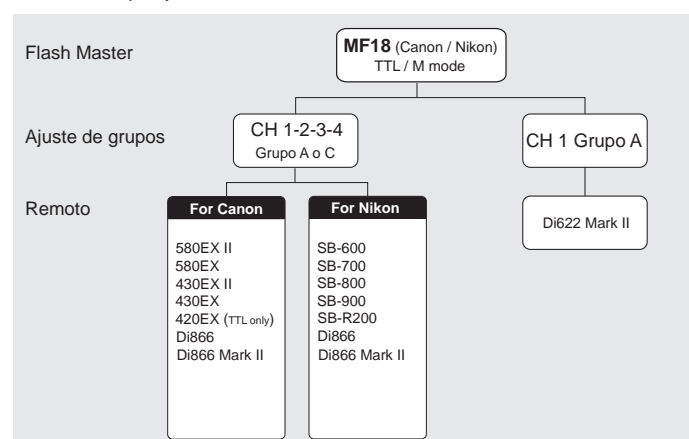 Flash Master
MF18 (Canon / Nikon)
TTL / M mode
Ajuste de grupos
CH 1-2-3-4
Grupo A o C
CH 1 Grupo A
Remoto
For Canon
580EX II
580EX
430EX II
430EX
420EX (TTL only)
Di866
Di866 Mark II
For Nikon
SB-600
SB-700
SB-800
SB-900
SB-R200
Di866
Di866 Mark II
Di622 Mark II